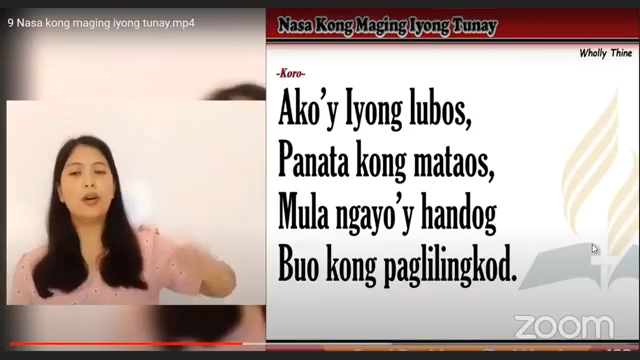 9 Nasa kong maging iyong tunay.mp4
Nasa Kong Maging Iyong Tunay
Wholly Thine
-Koro-
Ako'y Iyong lubos,
Panata kong mataos,
Mula ngayo'y handog
Buo kong paglilingkod.
zoom